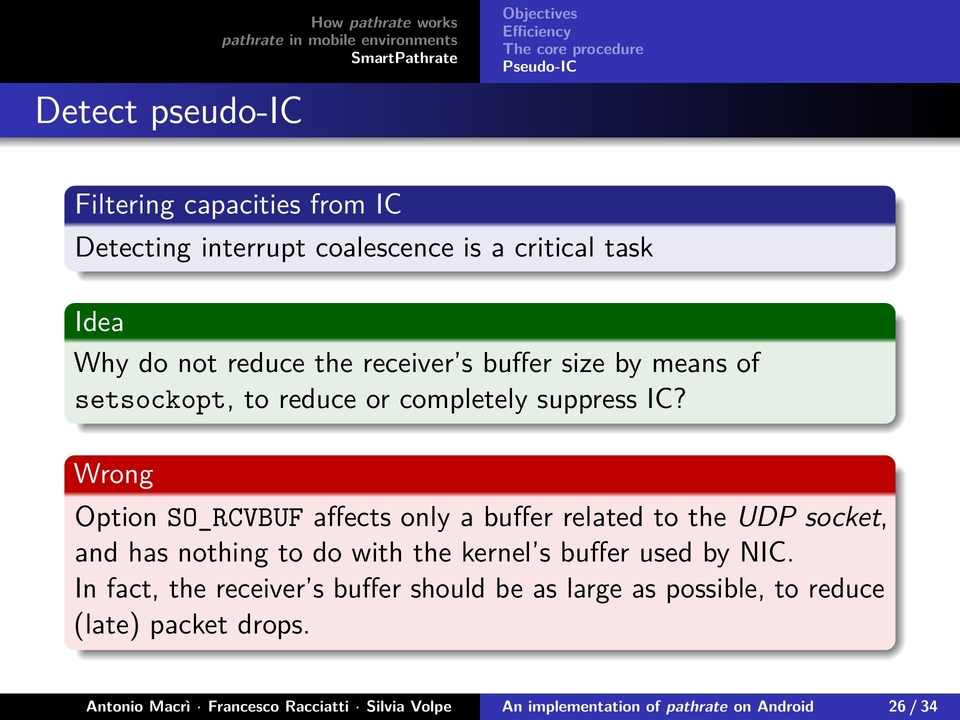 How pathrate works
pathrate in mobile environments
SmartPathrate
Objectives
Efficiency
The core procedure
Pseudo-IC
Detect pseudo-IC
Filtering capacities from IC
Detecting interrupt coalescence is a critical task
Idea
Why do not reduce the receiver's buffer size by means of
setsockopt, to reduce or completely suppress IC?
Wrong
Option SO_RCVBUF affects only a buffer related to the UDP socket,
and has nothing to do with the kernel's buffer used by NIC.
In fact, the receiver's buffer should be as large as possible, to reduce
(late) packet drops.
Antonio Macrì · Francesco Racciatti · Silvia Volpe
An implementation of pathrate on Android
26 / 34